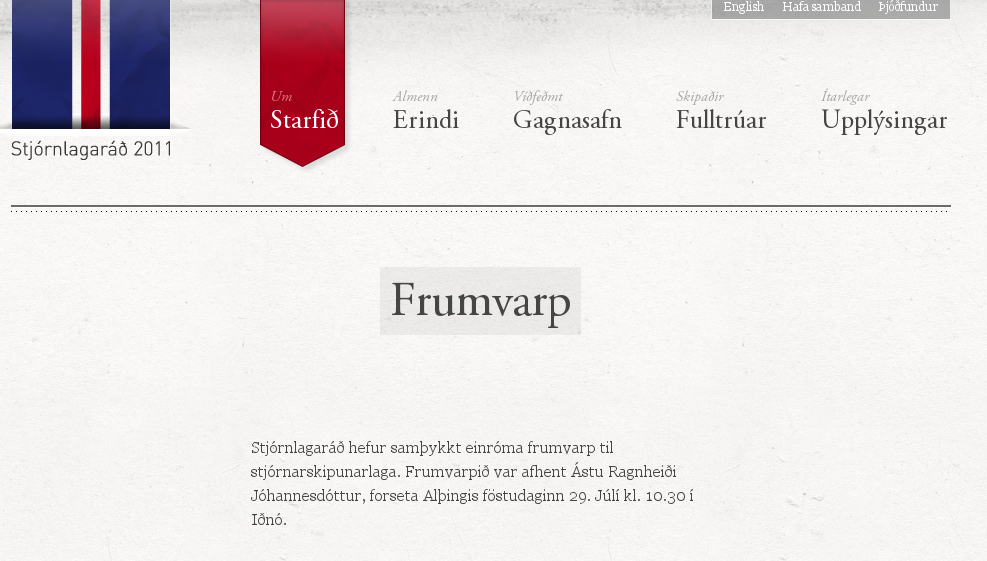 English Hafa samband Þjóðfundur
Um
Starfið
Almenn
Erindi
Viðfeðmt
Gagnasafn
Skipaðir
Fulltrúar
Ítarlegar
Upplýsingar
Stjórnlagaráð 2011
Frumvarp
Stjórnlagaráð hefur samþykkt einróma frumvarp til
stjórnarskipunarlaga. Frumvarpið var afhent Ástu Ragnheiði
Jóhannesdóttur, forseta Alþingis föstudaginn 29. Júlí kl. 10.30 í
Iðnó.